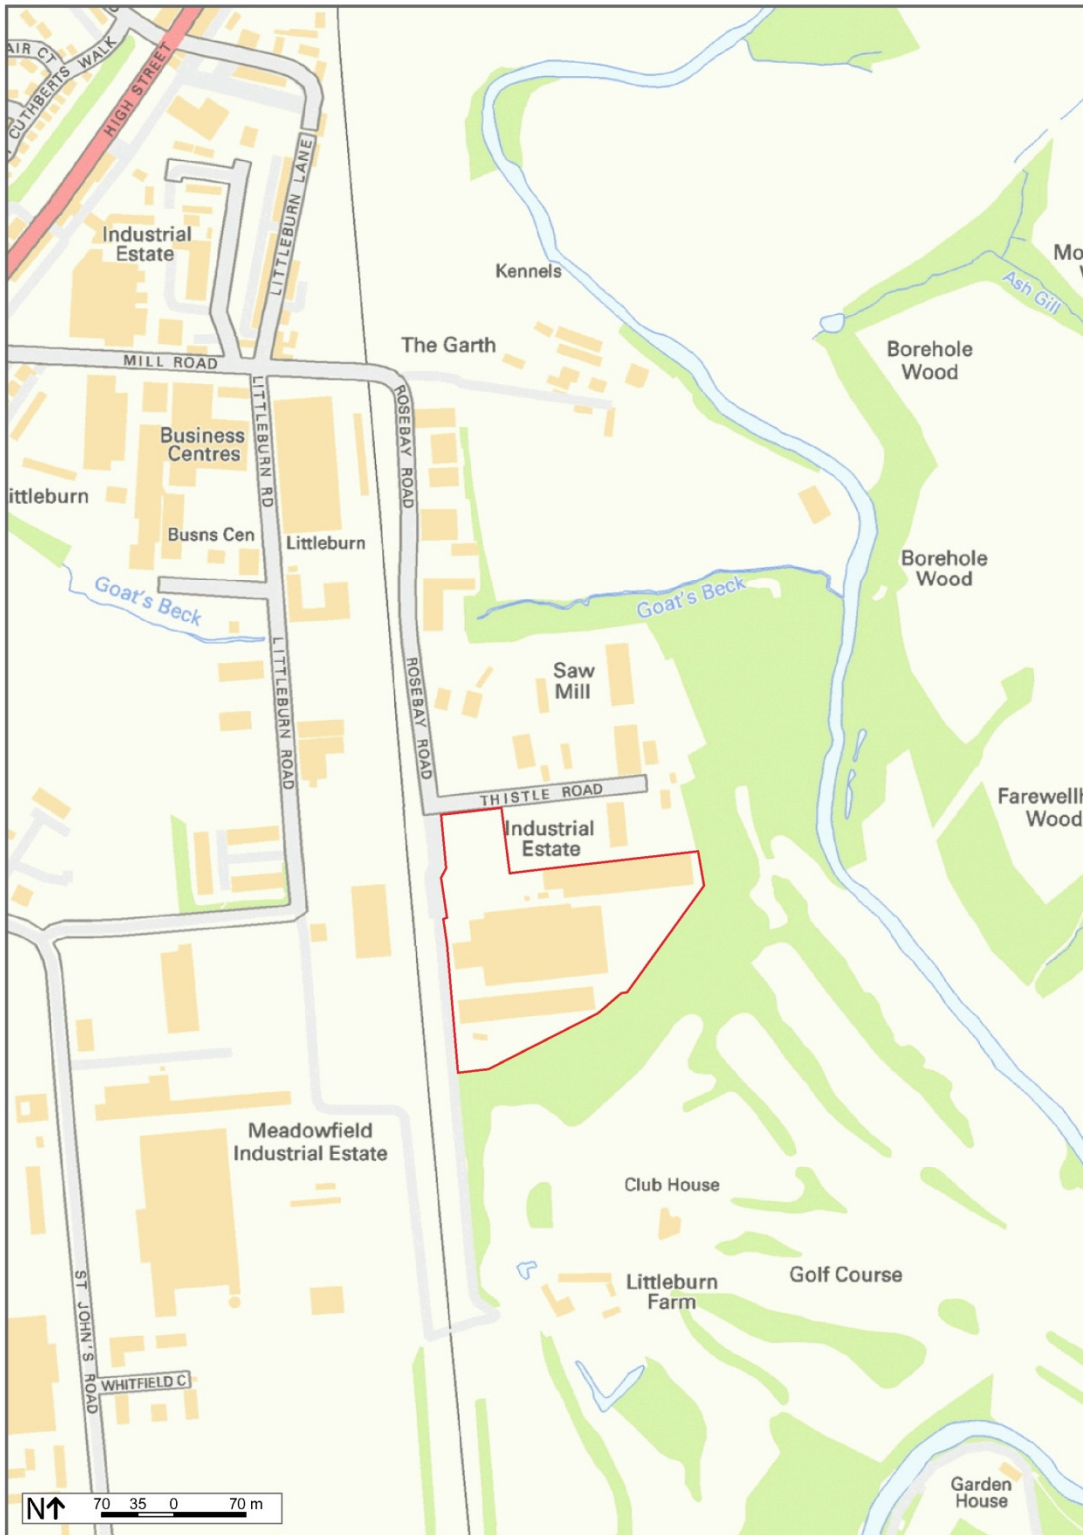 AIR CT
CUTHBERTS WALK
HIGH STREET
LITTLEBURN LANE
Industrial
Estate
Kennels
Ash Gill
The Garth
Borehole
Wood
MILL ROAD
LITTLEBURN RD
ROSEBAY ROAD
Business
Centres
ittleburn
Busns Cen
Littleburn
Goat's Beck
Goat's Beck
Borehole
Wood
LITTLEBURN ROAD
ROSEBAY ROAD
Saw
Mill
THISTLE ROAD
Industrial
Estate
Wood
Meadowfield
Industrial Estate
Club House
Golf Course
Littleburn
Farm
ST JOHN'S ROAD
WHITFIELD C
Garden
House
N 70 35 0 70 m